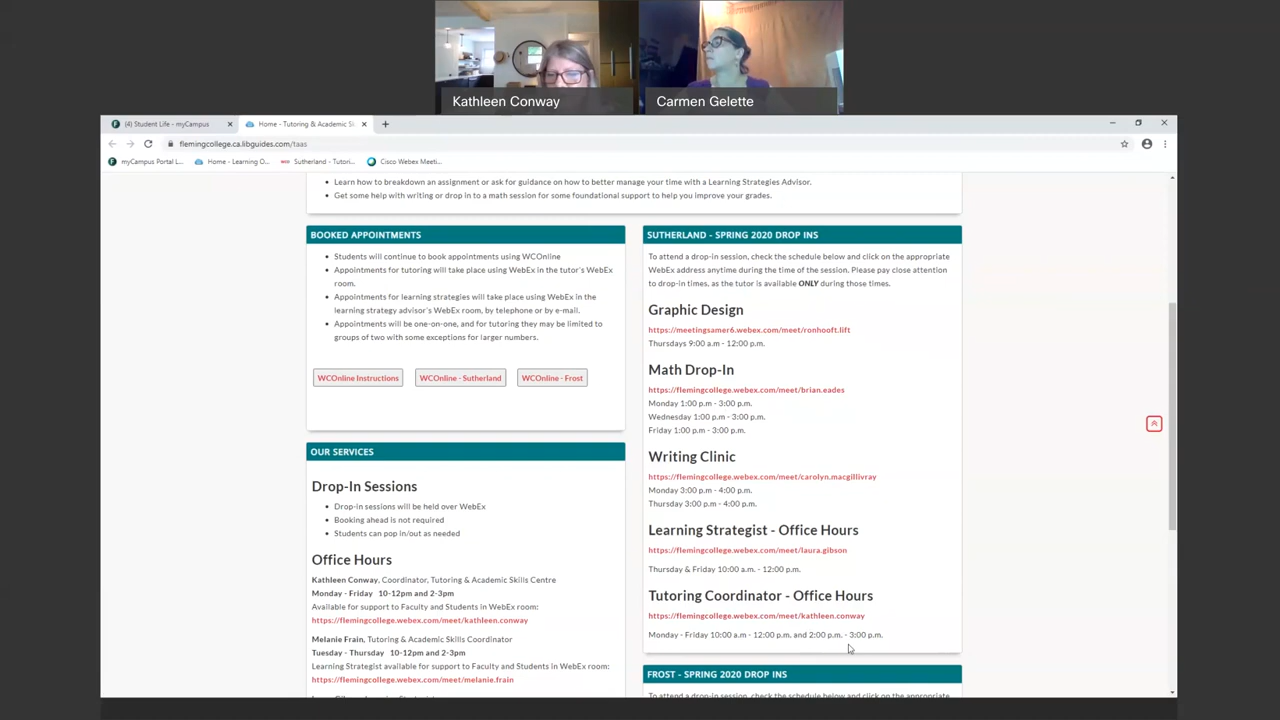 Kathleen Conway
Carmen Gelette
(4) Student Life - myCampus
Home - Tutoring & Academic Sk
flemingcollege.ca.libguides.com/taas
myCampus Portal L...
Home - Learning O...
Sutherland - Tutori...
Cisco Webex Meeti...
Learn how to breakdown an assignment or ask for guidance on how to better manage your time with a Learning Strategies Advisor.
Get some help with writing or drop in to a math session for some foundational support to help you improve your grades.
BOOKED APPOINTMENTS
Students will continue to book appointments using WCOnline
Appointments for tutoring will take place using WebEx in the tutor's WebEx
room.
Appointments for learning strategies will take place using WebEx in the
learning strategy advisor's WebEx room, by telephone or by e-mail.
Appointments will be one-on-one, and for tutoring they may be limited to
groups of two with some exceptions for larger numbers.
WCOnline Instructions
WCOnline - Sutherland
WCOnline - Frost
OUR SERVICES
Drop-In Sessions
Drop-in sessions will be held over WebEx
Booking ahead is not required
Students can pop in/out as needed
Office Hours
Kathleen Conway, Coordinator, Tutoring & Academic Skills Centre
Monday - Friday 10-12pm and 2-3pm
Available for support to Faculty and Students in WebEx room:
https://flemingcollege.webex.com/meet/kathleen.conway
Melanie Frain, Tutoring & Academic Skills Coordinator
Tuesday - Thursday 10-12pm and 2-3pm
Learning Strategist available for support to Faculty and Students in WebEx room:
https://flemingcollege.webex.com/meet/melanie.frain
SUTHERLAND - SPRING 2020 DROP INS
To attend a drop-in session, check the schedule below and click on the appropriate
WebEx address anytime during the time of the session. Please pay close attention
to drop-in times, as the tutor is available ONLY during those times.
Graphic Design
https://meetingsamer6.webex.com/meet/ronhooft.lift
Thursdays 9:00 a.m - 12:00 p.m.
Math Drop-In
https://flemingcollege.webex.com/meet/brian.eades
Monday 1:00 p.m - 3:00 p.m.
Wednesday 1:00 p.m - 3:00 p.m.
Friday 1:00 p.m - 3:00 p.m.
Writing Clinic
https://flemingcollege.webex.com/meet/carolyn.macgillivray
Monday 3:00 p.m - 4:00 p.m.
Thursday 3:00 p.m - 4:00 p.m.
Learning Strategist - Office Hours
https://flemingcollege.webex.com/meet/laura.gibson
Thursday & Friday 10:00 a.m. - 12:00 p.m.
Tutoring Coordinator - Office Hours
https://flemingcollege.webex.com/meet/kathleen.conway
Monday - Friday 10:00 a.m - 12:00 p.m. and 2:00 p.m. - 3:00 p.m.
FROST - SPRING 2020 DROP INS
To attend a drop-in session, check the schedule below and click on the appropriate